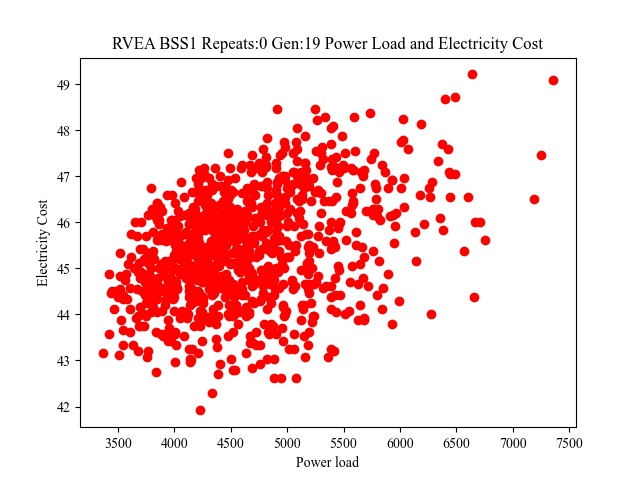 RVEA BSS1 Repeats:0 Gen:19 Power Load and Electricity Cost
49
48
47
46
45
44
43
42
Electricity Cost
3500 4000 4500 5000 5500 6000 6500 7000 7500
Power load